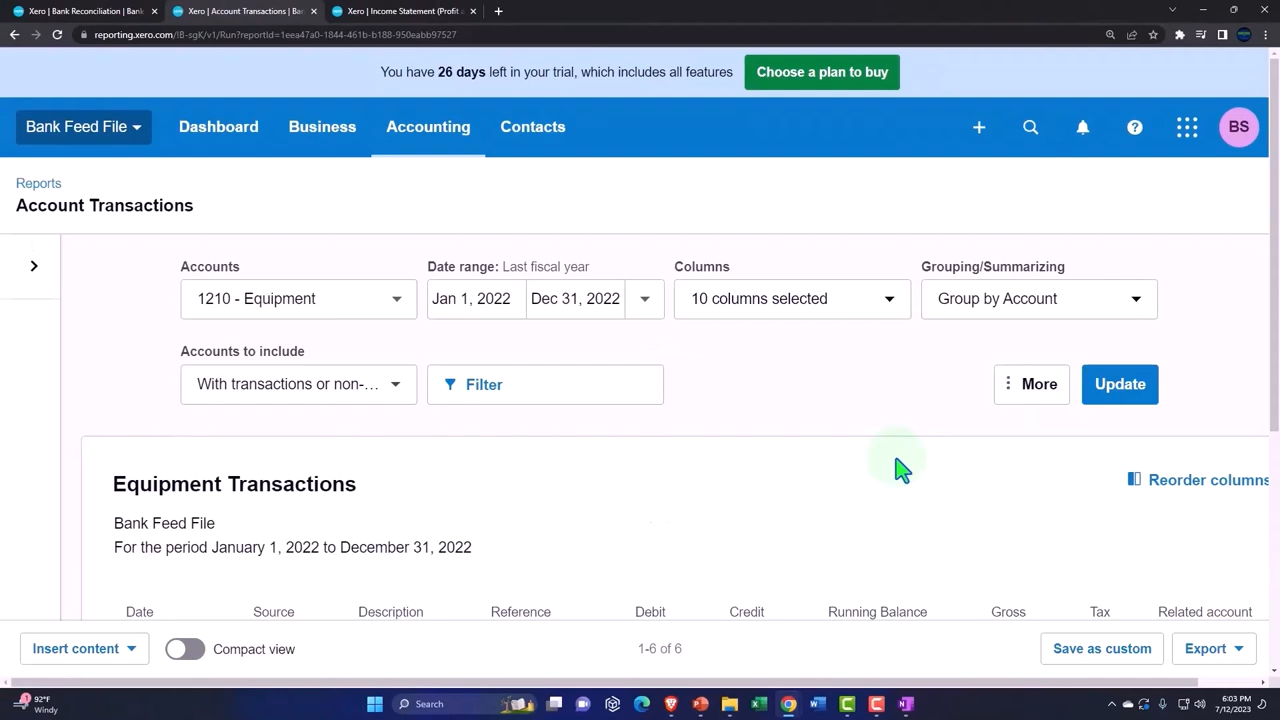 Xero | Bank Reconciliation | Bank
Xero | Account Transactions | Ban
Xero | Income Statement (Profit a
reporting.xero.com/!B-sgK/v1/Run?reportId=1eea47a0-1844-461b-b188-950eabb97527
You have 26 days left in your trial, which includes all features
Choose a plan to buy
Bank Feed File
Dashboard
Business
Accounting
Contacts
BS
Reports
Account Transactions
Accounts
Date range: Last fiscal year
Columns
Grouping/Summarizing
1210 - Equipment
Jan 1, 2022
Dec 31, 2022
10 columns selected
Group by Account
Accounts to include
With transactions or non-...
Filter
More
Update
Equipment Transactions
Reorder columns
Bank Feed File
For the period January 1, 2022 to December 31, 2022
Date Source Description Reference Debit Credit Running Balance Gross Tax Related account
Insert content
Compact view
1-6 of 6
Save as custom
Export
1
92°F
Windy
Search
6:03 PM
7/12/2023